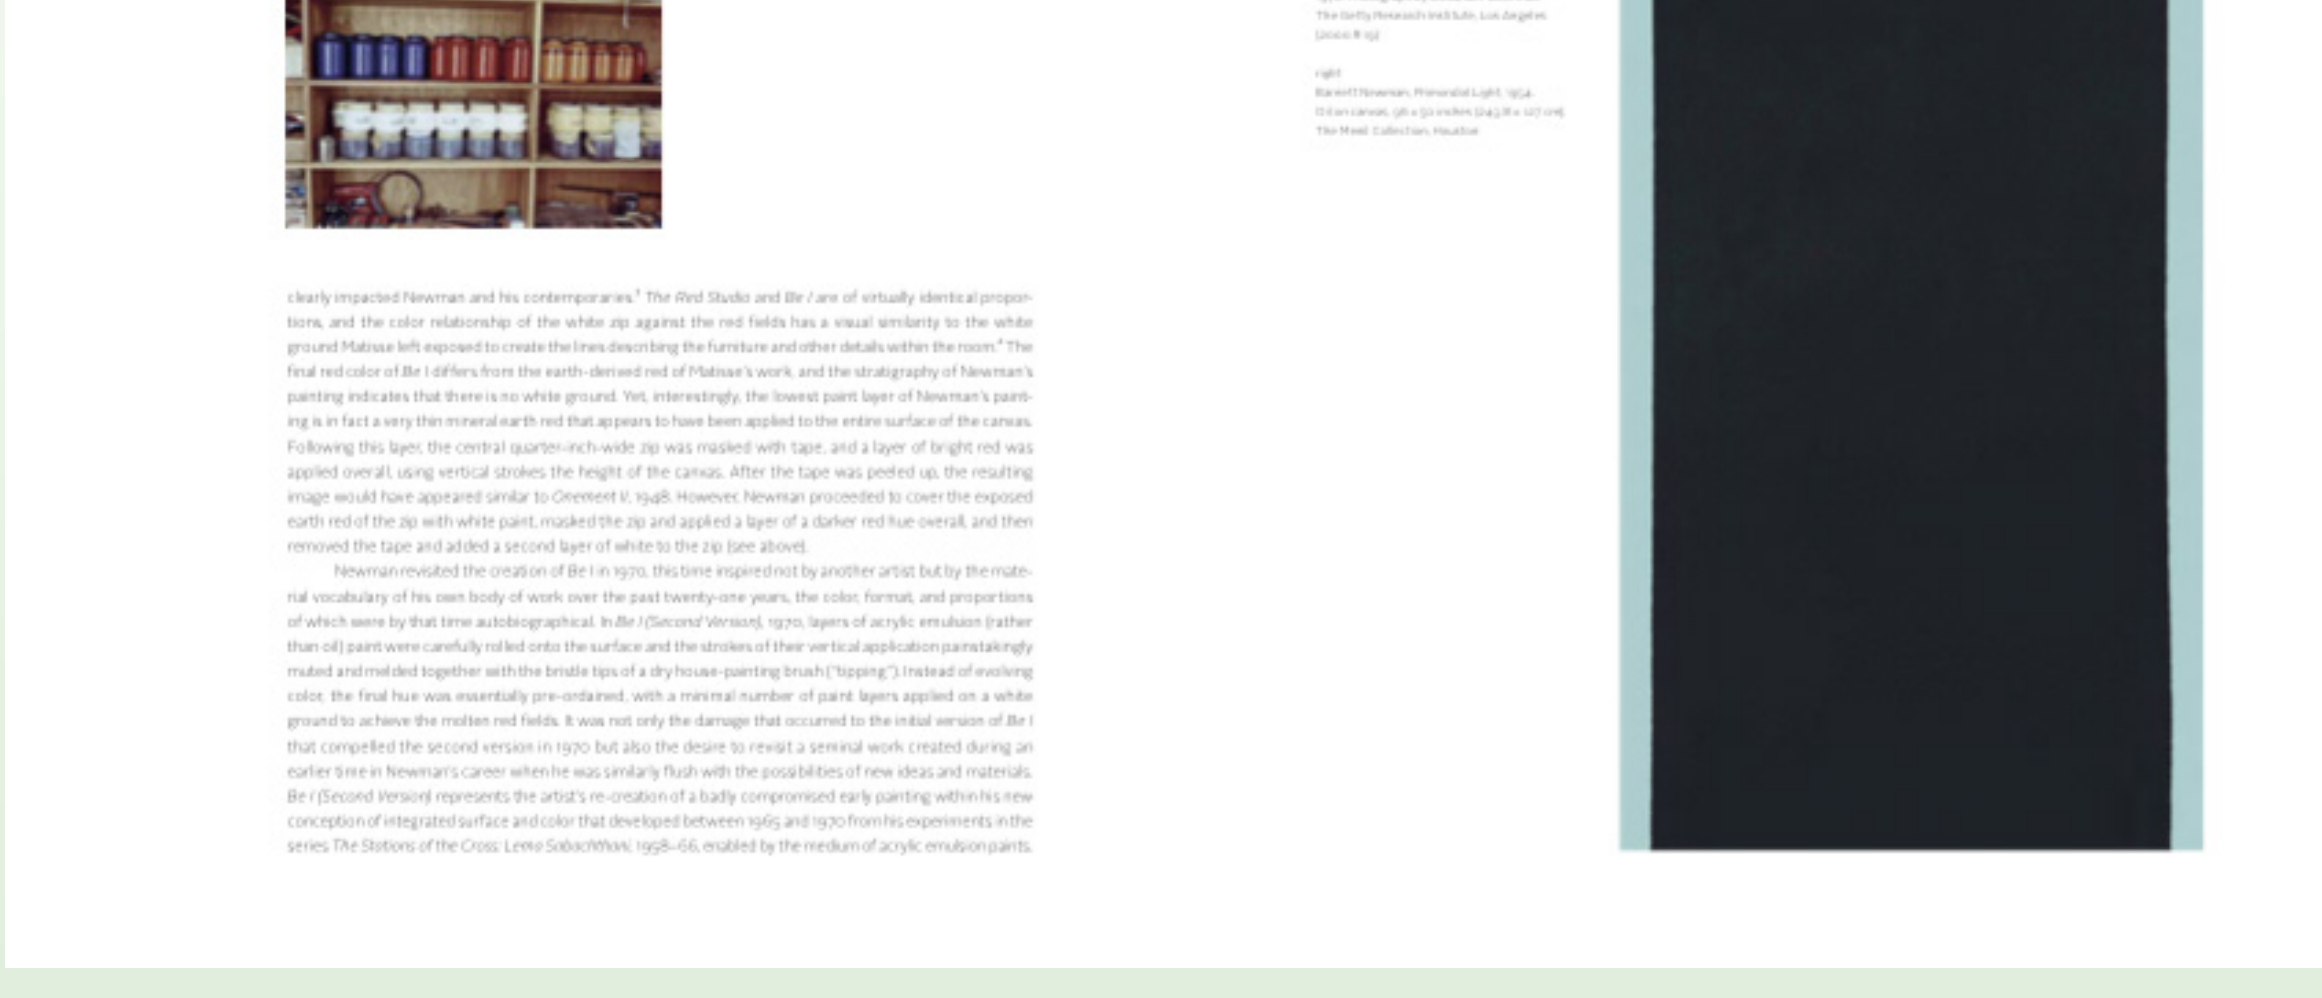 clearly impacted Newman and his contemporaries.³ The Red Studio and Be I are of virtually identical propor-
tions, and the color relationship of the white zip against the red fields has a visual similarity to the white
ground Matisse left exposed to create the lines describing the furniture and other details within the room.⁴ The
final red color of Be I differs from the earth-derived red of Matisse's work, and the stratigraphy of Newman's
painting indicates that there is no white ground. Yet, interestingly, the lowest paint layer of Newman's paint-
ing is in fact a very thin mineral earth red that appears to have been applied to the entire surface of the canvas.
Following this layer, the central quarter-inch-wide zip was masked with tape, and a layer of bright red was
applied overall, using vertical strokes the height of the canvas. After the tape was peeled up, the resulting
image would have appeared similar to Onement II, 1948. However, Newman proceeded to cover the exposed
earth red of the zip with white paint, masked the zip and applied a layer of a darker red hue overall, and then
removed the tape and added a second layer of white to the zip (see above).
Newman revisited the creation of Be I in 1970, this time inspired not by another artist but by the mate-
rial vocabulary of his own body of work over the past twenty-one years, the color, format, and proportions
of which were by that time autobiographical. In Be I (Second Version), 1970, layers of acrylic emulsion (rather
than oil) paint were carefully rolled onto the surface and the strokes of their vertical application painstakingly
muted and melded together with the bristle tips of a dry house-painting brush ("tipping"). Instead of evolving
color, the final hue was essentially pre-ordained, with a minimal number of paint layers applied on a white
ground to achieve the molten red fields. It was not only the damage that occurred to the initial version of Be I
that compelled the second version in 1970 but also the desire to revisit a seminal work created during an
earlier time in Newman's career when he was similarly flush with the possibilities of new ideas and materials.
Be I (Second Version) represents the artist's re-creation of a badly compromised early painting within his new
conception of integrated surface and color that developed between 1965 and 1970 from his experiments in the
series The Stations of the Cross: Lema Sabachthani, 1958–66, enabled by the medium of acrylic emulsion paints.
The Getty Research Institute, Los Angeles
right
Barnett Newman, Primordial Light, 1954.
Oil on canvas, 96 x 50 inches (243.8 x 127 cm).
The Menil Collection, Houston